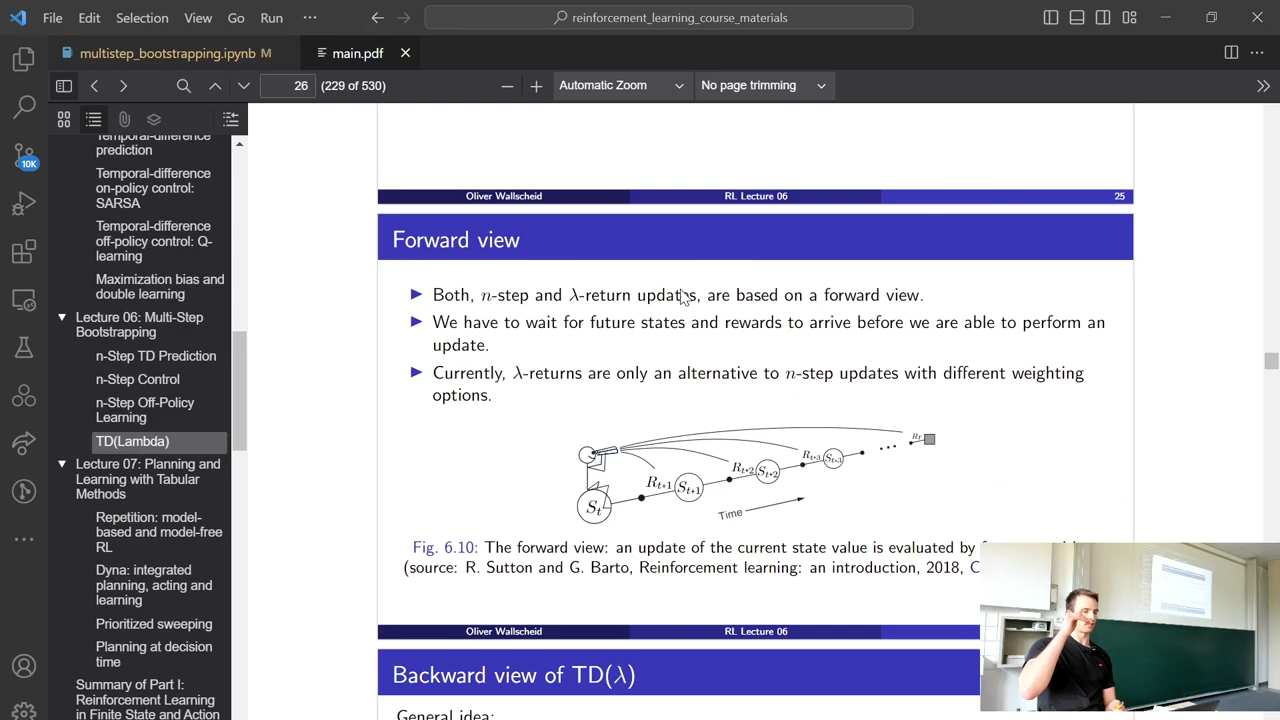 File Edit Selection View Go Run ··· reinforcement_learning_course_materials
multistep_bootstrapping.ipynb M main.pdf
26 (229 of 530) Automatic Zoom No page trimming
10K
Temporal-difference
prediction
Temporal-difference
on-policy control:
SARSA
Temporal-difference
off-policy control: Q-
learning
Maximization bias and
double learning
Lecture 06: Multi-Step
Bootstrapping
n-Step TD Prediction
n-Step Control
n-Step Off-Policy
Learning
TD(Lambda)
Lecture 07: Planning and
Learning with Tabular
Methods
Repetition: model-
based and model-free
RL
Dyna: integrated
planning, acting and
learning
Prioritized sweeping
Planning at decision
time
Summary of Part I:
Reinforcement Learning
in Finite State and Action
Oliver Wallscheid RL Lecture 06 25
Forward view
Both, n-step and λ-return updates, are based on a forward view.
We have to wait for future states and rewards to arrive before we are able to perform an
update.
Currently, λ-returns are only an alternative to n-step updates with different weighting
options.
S_t R_{t+1} S_{t+1} R_{t+2} S_{t+2} R_{t+3} S_{t+3} ··· R_T
Time
Fig. 6.10: The forward view: an update of the current state value is evaluated by
(source: R. Sutton and G. Barto, Reinforcement learning: an introduction, 2018, C
Oliver Wallscheid RL Lecture 06
Backward view of TD(λ)
General idea: